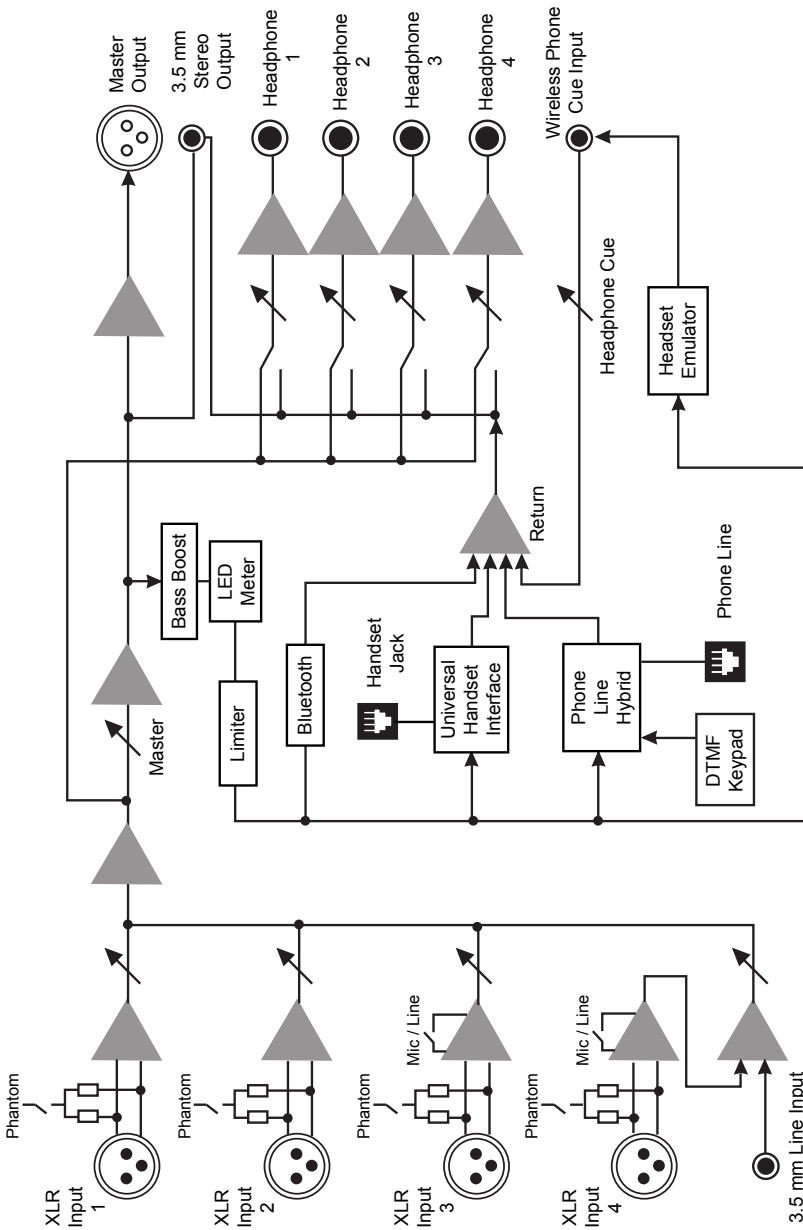 Phantom
XLR
Input
1
Phantom
XLR
Input
2
Phantom
Mic / Line
XLR
Input
3
Phantom
Mic / Line
XLR
Input
4
3.5 mm Line Input
Master
Bass Boost
LED
Meter
Limiter
Bluetooth
Handset
Jack
Universal
Handset
Interface
Phone
Line
Hybrid
DTMF
Keypad
Phone Line
Return
Headphone Cue
Headset
Emulator
Master
Output
3.5 mm
Stereo
Output
Headphone
1
Headphone
2
Headphone
3
Headphone
4
Wireless Phone
Cue Input